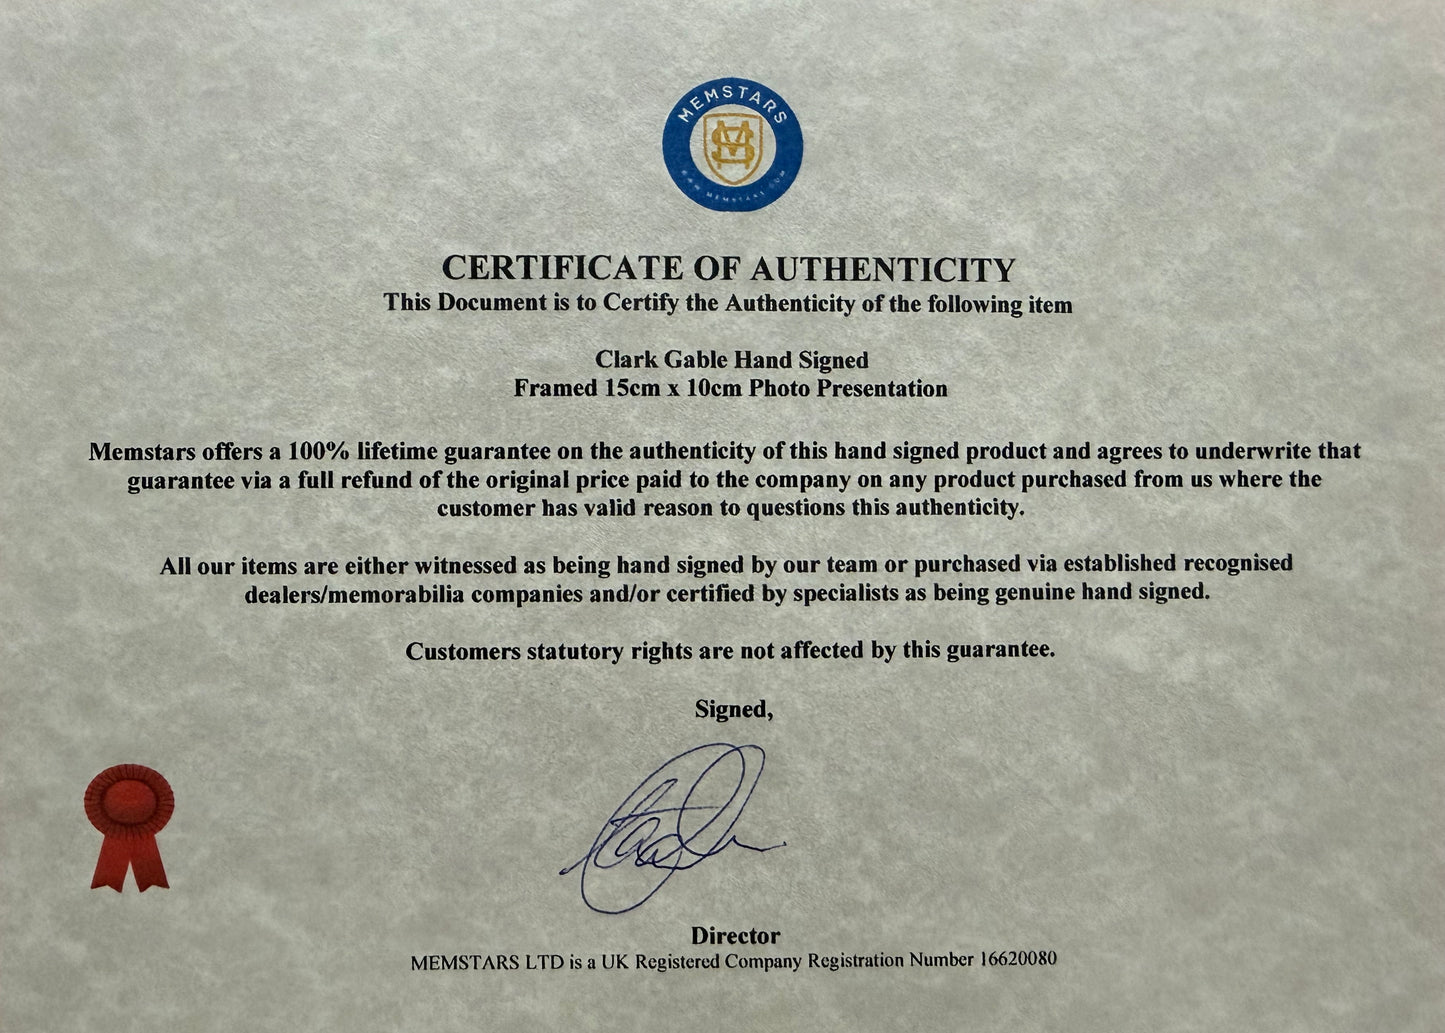 MEMSTARS
WWW.MEMSTARS.COM
CERTIFICATE OF AUTHENTICITY
This Document is to Certify the Authenticity of the following item
Clark Gable Hand Signed
Framed 15cm x 10cm Photo Presentation
Memstars offers a 100% lifetime guarantee on the authenticity of this hand signed product and agrees to underwrite that
guarantee via a full refund of the original price paid to the company on any product purchased from us where the
customer has valid reason to questions this authenticity.
All our items are either witnessed as being hand signed by our team or purchased via established recognised
dealers/memorabilia companies and/or certified by specialists as being genuine hand signed.
Customers statutory rights are not affected by this guarantee.
Signed,
Director
MEMSTARS LTD is a UK Registered Company Registration Number 16620080